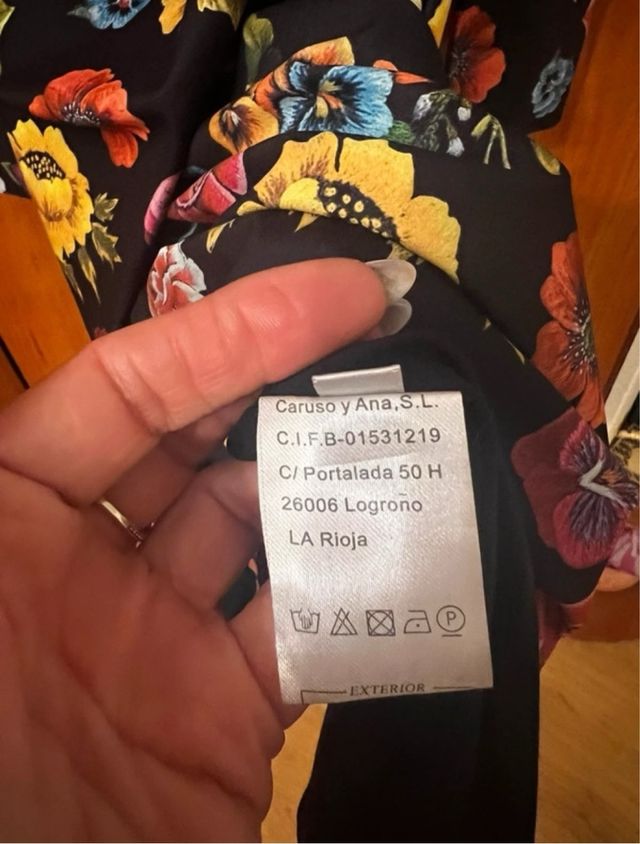 Caruso y Ana,S.L.
C.I.F.B-01531219
C/ Portalada 50 H
26006 Logroño
LA Rioja
P
EXTERIOR